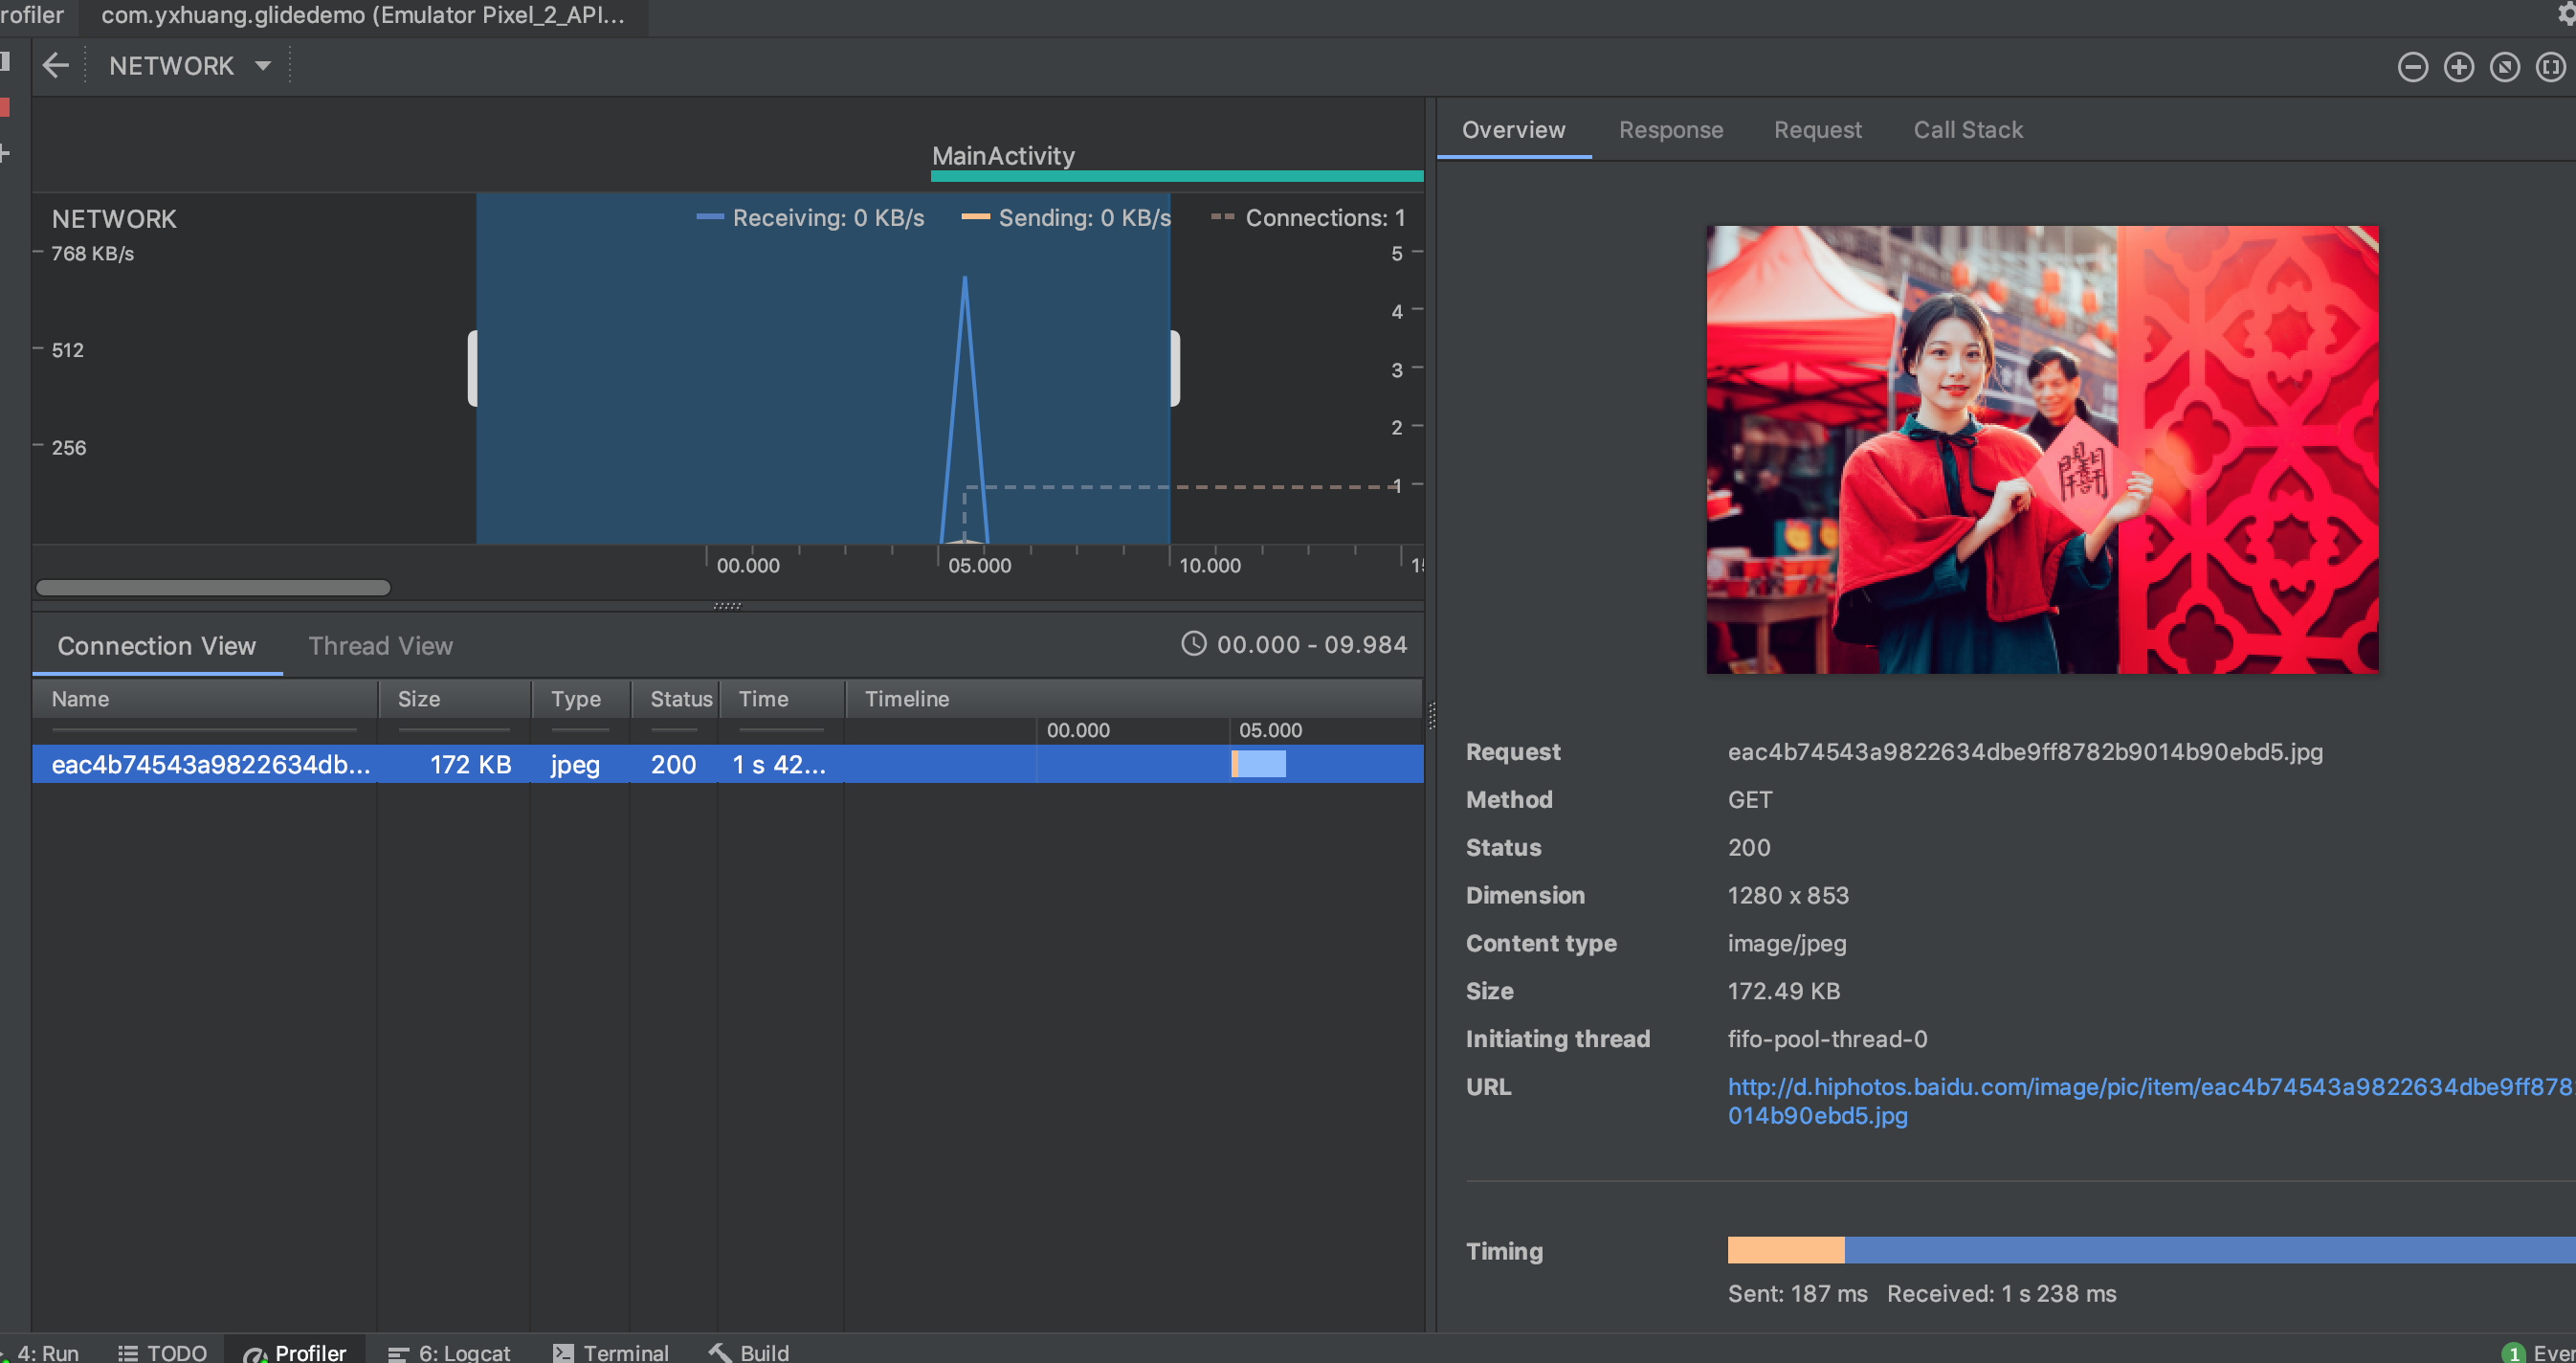 rofiler com.yxhuang.glidedemo (Emulator Pixel_2_API...
NETWORK
MainActivity
NETWORK
Receiving: 0 KB/s Sending: 0 KB/s Connections: 1
768 KB/s
512
256
5
4
3
2
1
00.000 05.000 10.000
Connection View Thread View 00.000 - 09.984
Name Size Type Status Time Timeline
00.000 05.000
eac4b74543a9822634db... 172 KB jpeg 200 1 s 42...
Overview Response Request Call Stack
Request eac4b74543a9822634dbe9ff8782b9014b90ebd5.jpg
Method GET
Status 200
Dimension 1280 x 853
Content type image/jpeg
Size 172.49 KB
Initiating thread fifo-pool-thread-0
URL http://d.hiphotos.baidu.com/image/pic/item/eac4b74543a9822634dbe9ff878
014b90ebd5.jpg
Timing
Sent: 187 ms Received: 1 s 238 ms
4: Run TODO Profiler 6: Logcat Terminal Build 1 Ever